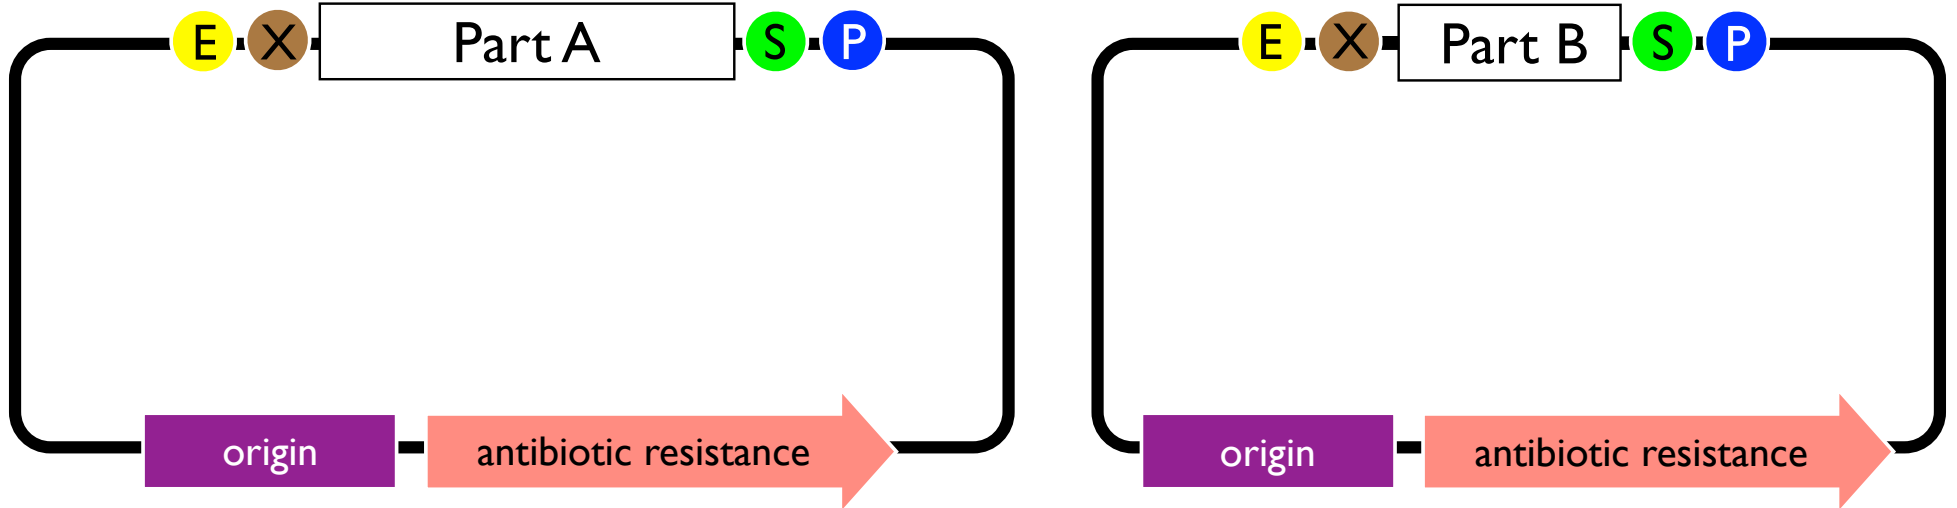 E X Part A S P
E X Part B S P
origin antibiotic resistance
origin antibiotic resistance